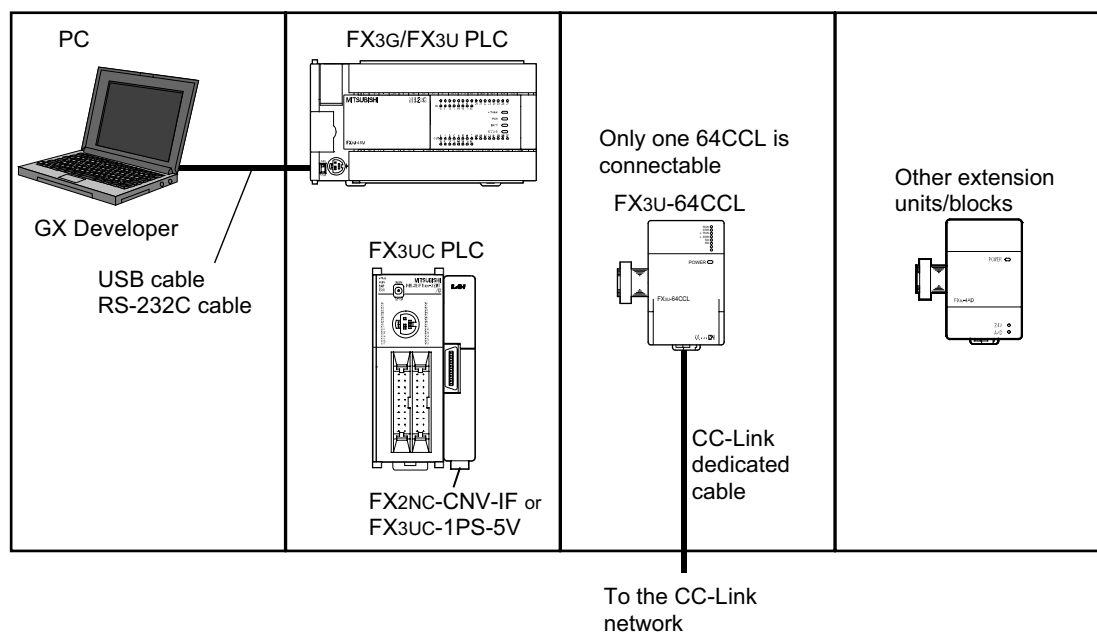 PC
GX Developer
USB cable
RS-232C cable
FX3G/FX3U PLC
MITSUBISHI
FX3UC PLC
MITSUBISHI
FX2NC-CNV-IF or
FX3UC-1PS-5V
Only one 64CCL is
connectable
FX3U-64CCL
POWER
FX3U-64CCL
CC-Link
dedicated
cable
To the CC-Link
network
Other extension
units/blocks
POWER
24V
A/D